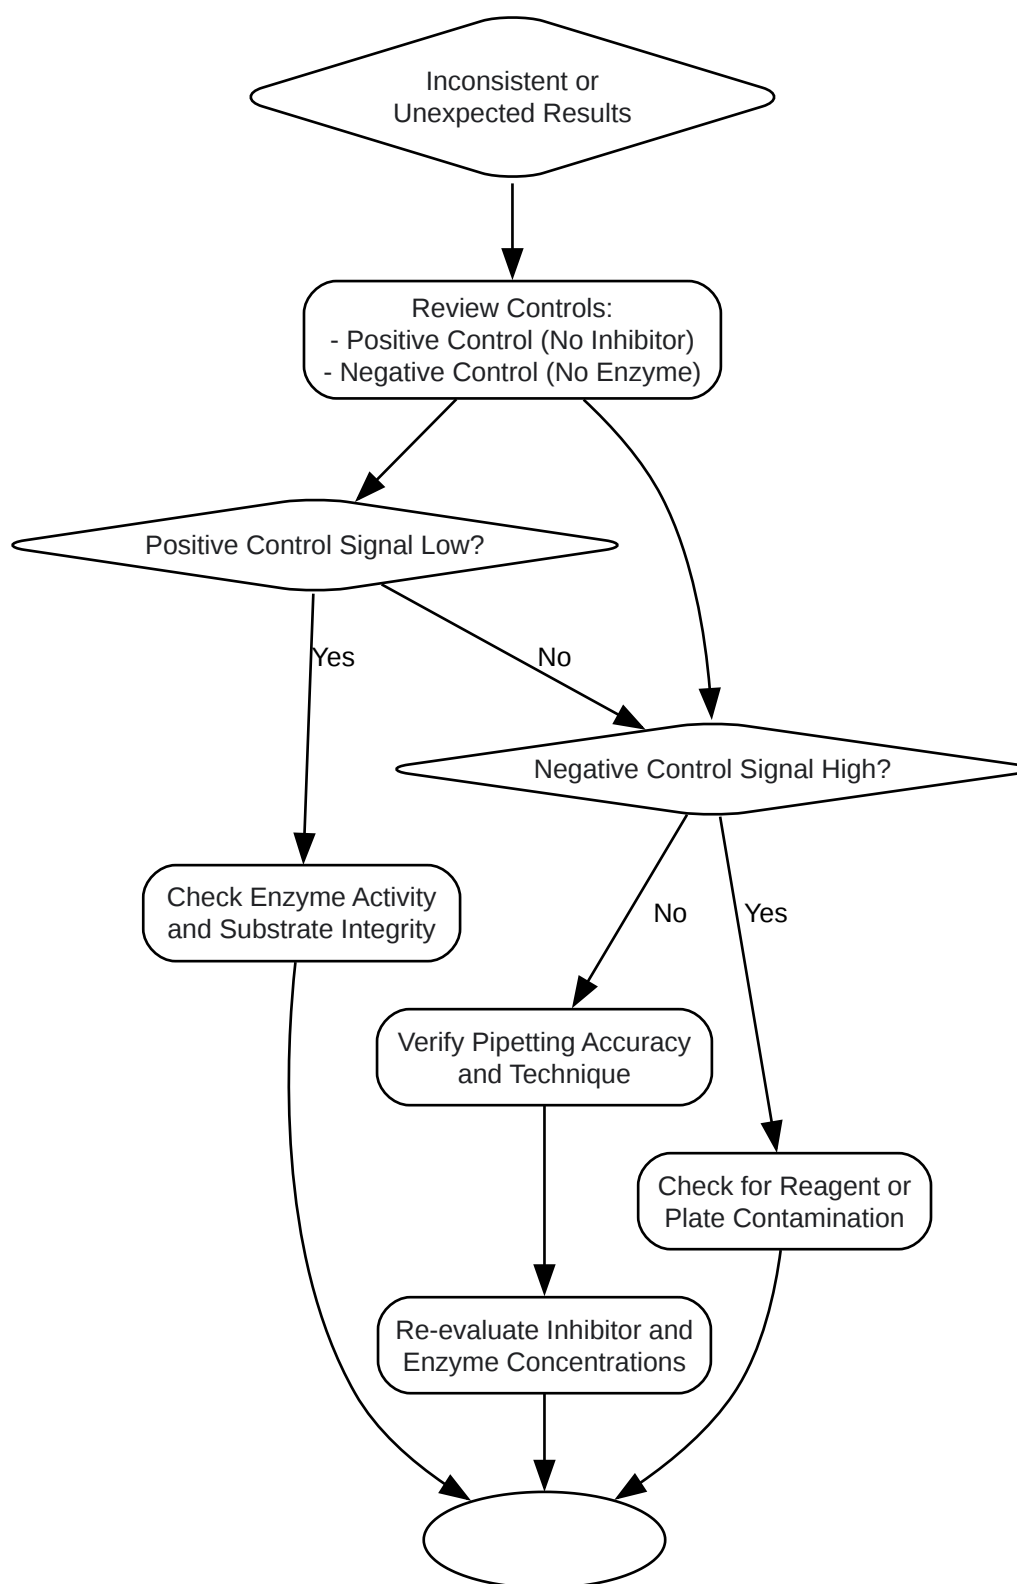 Inconsistent or
Unexpected Results
Review Controls:
- Positive Control (No Inhibitor)
- Negative Control (No Enzyme)
Positive Control Signal Low?
Yes
No
Negative Control Signal High?
Check Enzyme Activity
and Substrate Integrity
No
Yes
Verify Pipetting Accuracy
and Technique
Check for Reagent or
Plate Contamination
Re-evaluate Inhibitor and
Enzyme Concentrations